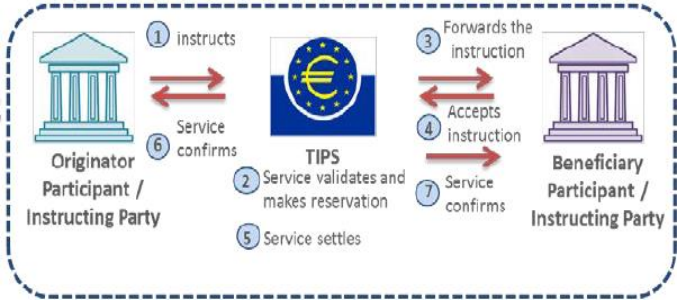 1 instructs
6 Service
confirms
Originator
Participant /
Instructing Party
€
TIPS
2 Service validates and
makes reservation
5 Service settles
3 Forwards the
instruction
4 Accepts
instruction
7 Service
confirms
Beneficiary
Participant /
Instructing Party